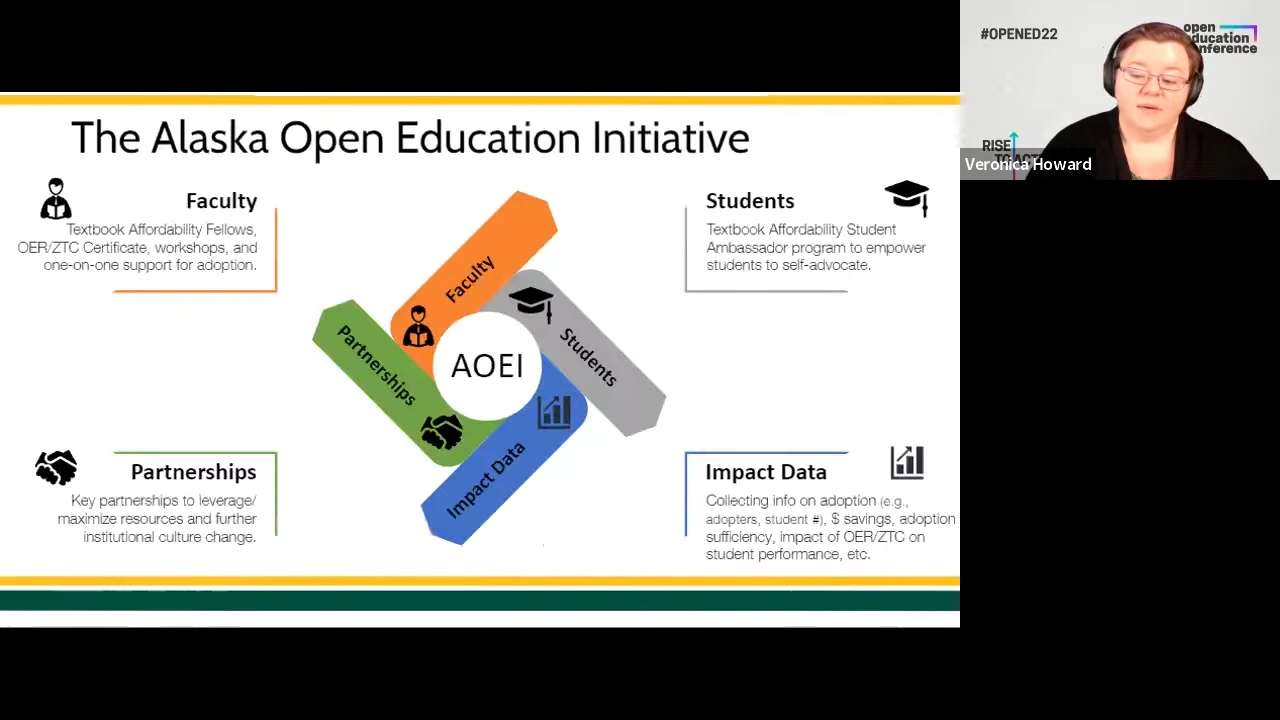 The Alaska Open Education Initiative
Faculty
Textbook Affordability Fellows,
OER/ZTC Certificate, workshops, and
one-on-one support for adoption.
Students
Textbook Affordability Student
Ambassador program to empower
students to self-advocate.
Faculty
Students
Partnerships
AOEI
Impact Data
Partnerships
Key partnerships to leverage/
maximize resources and further
institutional culture change.
Impact Data
Collecting info on adoption (e.g.,
adopters, student #), $ savings, adoption
sufficiency, impact of OER/ZTC on
student performance, etc.
#OPENED22
open
education
conference
RISE
TO ACT
Veronica Howard